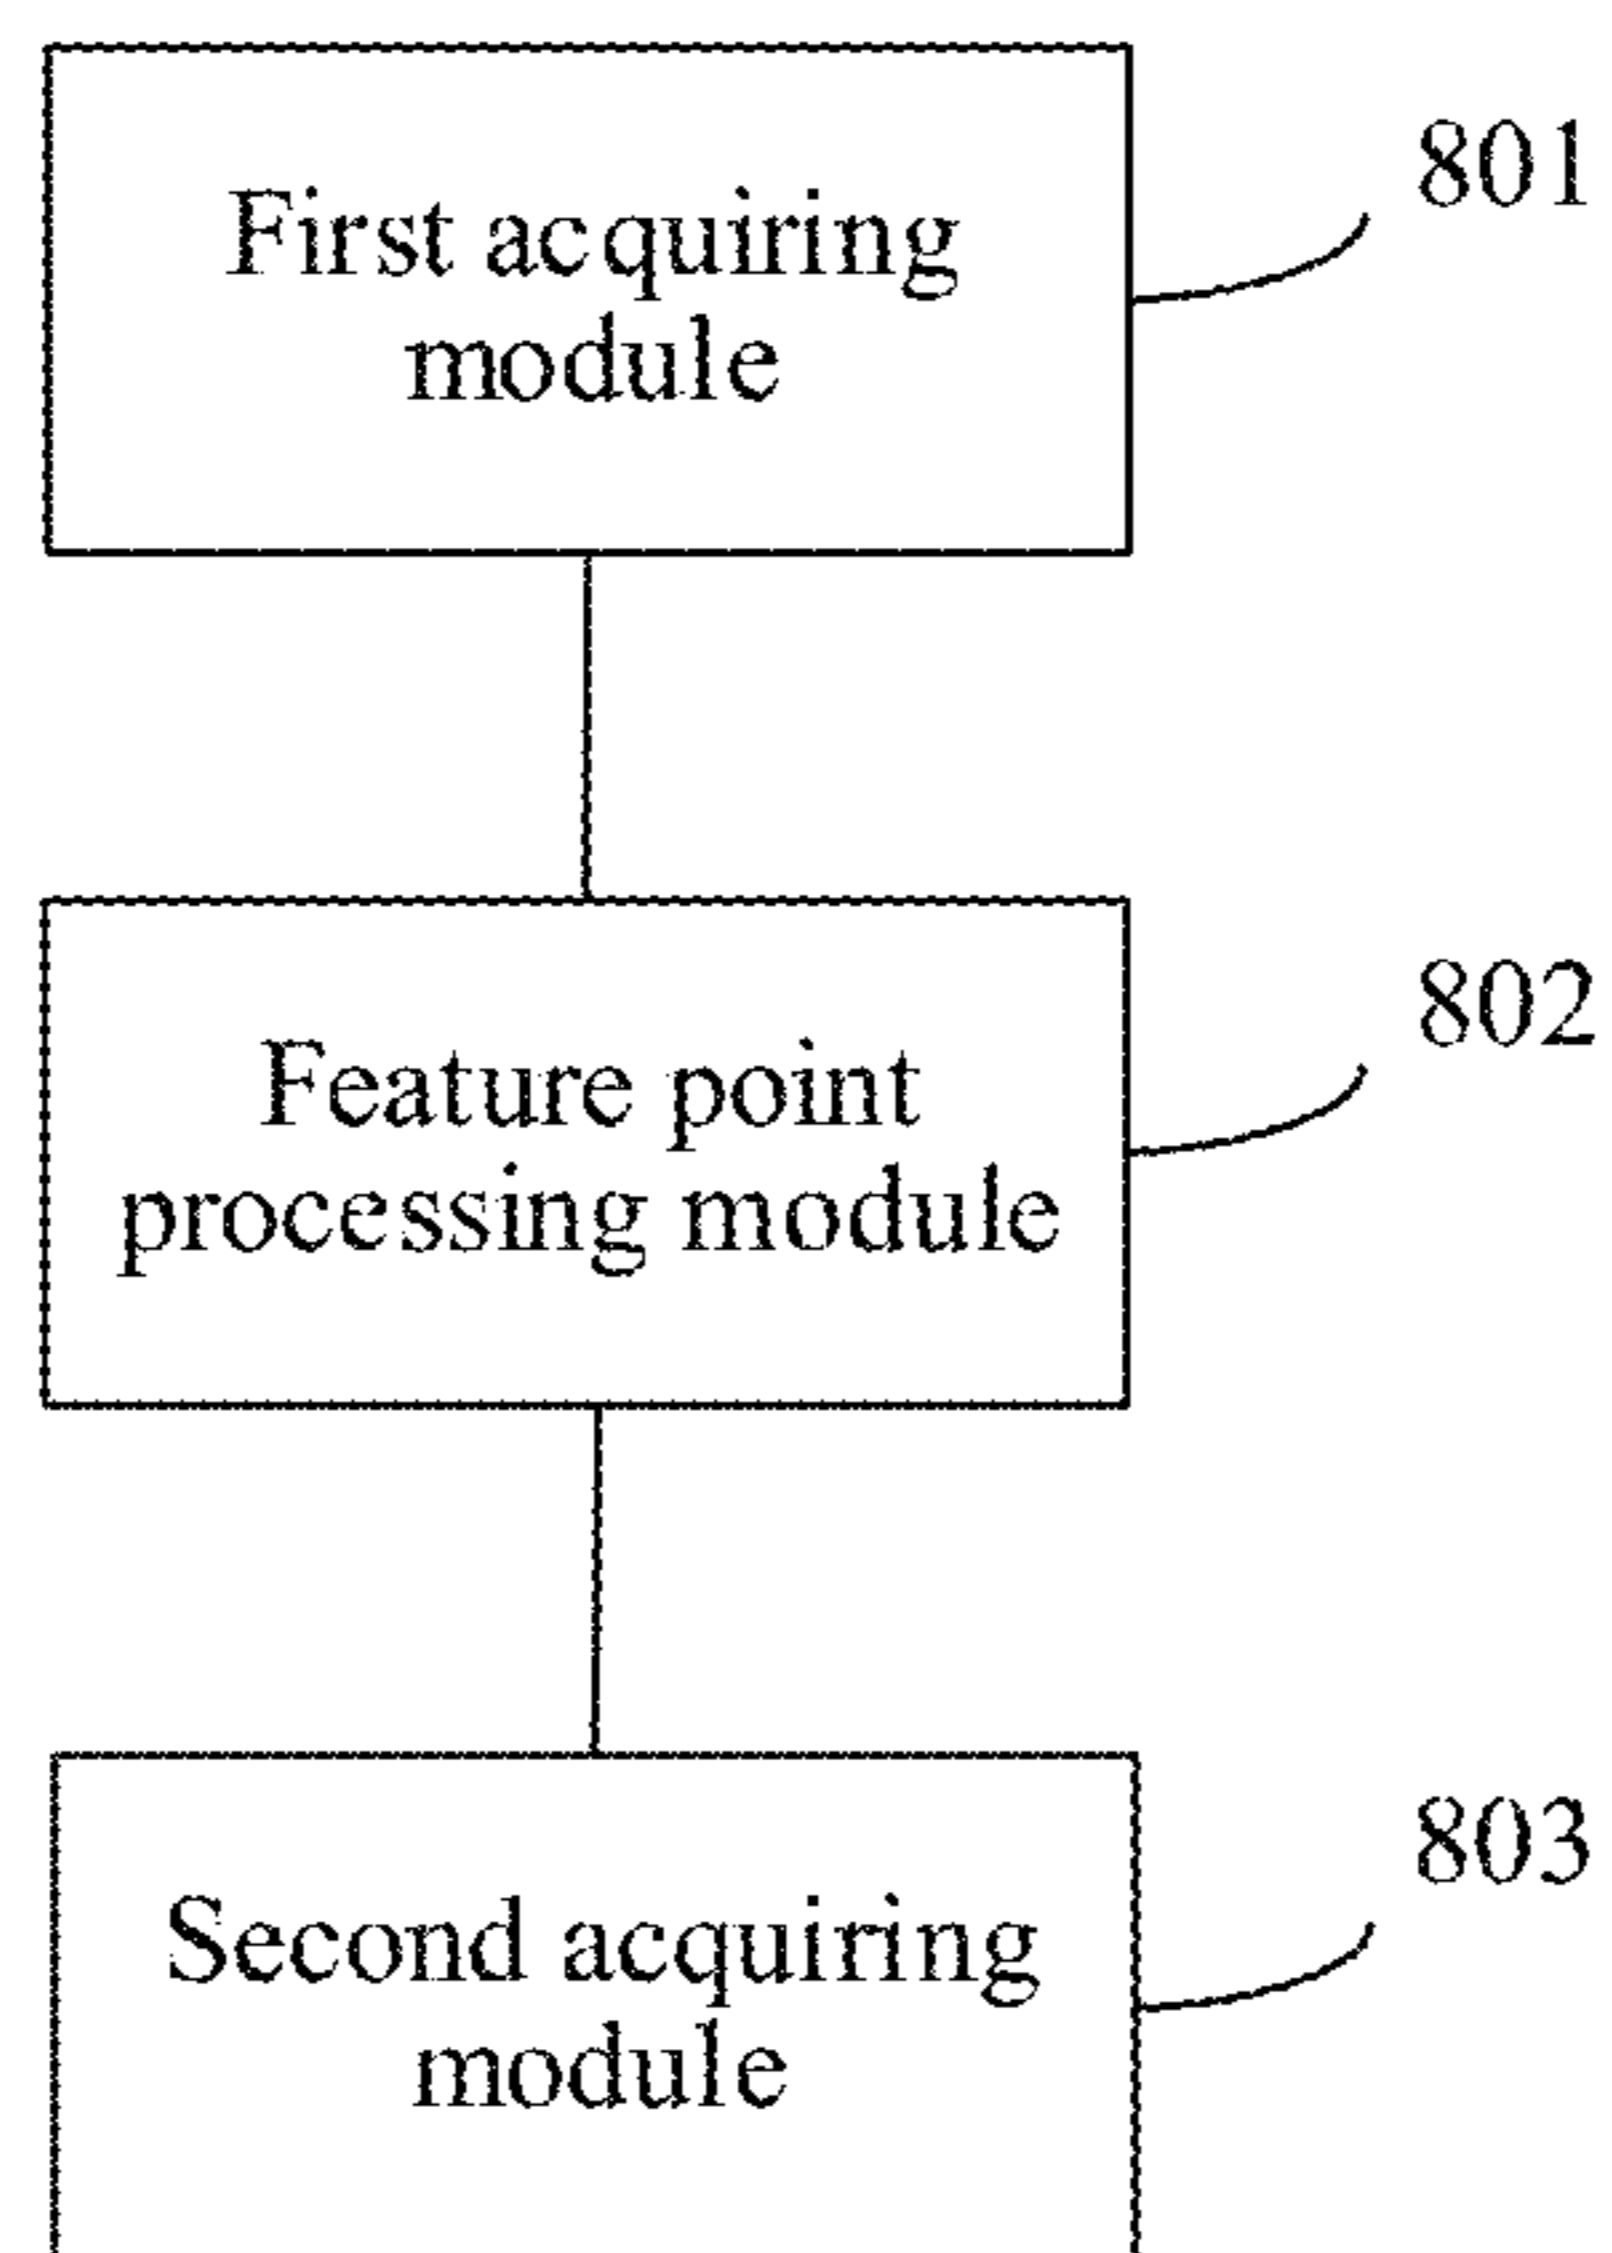 801
First acquiring
module
802
Feature point
processing module
803
Second acquiring
module